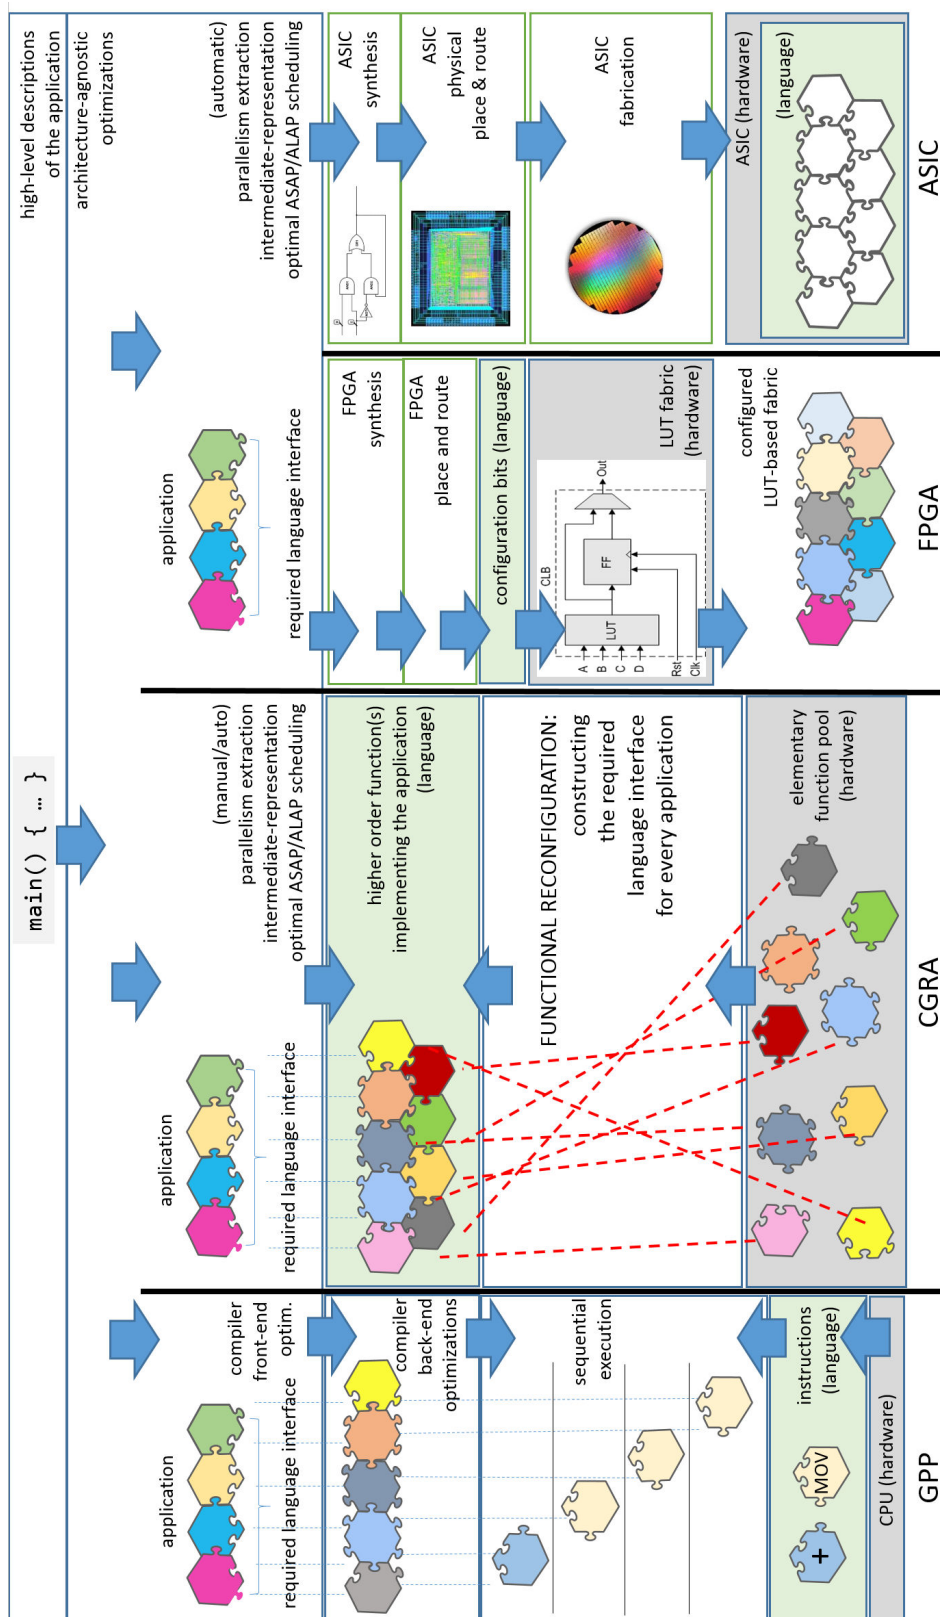 main() { ... }
high-level descriptions
of the application
architecture-agnostic
optimizations
application
required language interface
compiler
front-end
optim.
compiler
back-end
optimizations
sequential
execution
+
MOV
instructions
(language)
CPU (hardware)
GPP
application
required language interface
(manual/auto)
parallelism extraction
intermediate-representation
optimal ASAP/ALAP scheduling
higher order function(s)
implementing the application
(language)
FUNCTIONAL RECONFIGURATION:
constructing
the required
language interface
for every application
elementary
function pool
(hardware)
CGRA
application
required language interface
(automatic)
parallelism extraction
intermediate-representation
optimal ASAP/ALAP scheduling
FPGA
synthesis
FPGA
place and route
configuration bits (language)
CLB
A
B
C
D
LUT
FF
Out
Rst
Clk
LUT fabric
(hardware)
configured
LUT-based fabric
FPGA
ASIC
synthesis
ASIC
physical
place & route
ASIC
fabrication
ASIC (hardware)
(language)
ASIC